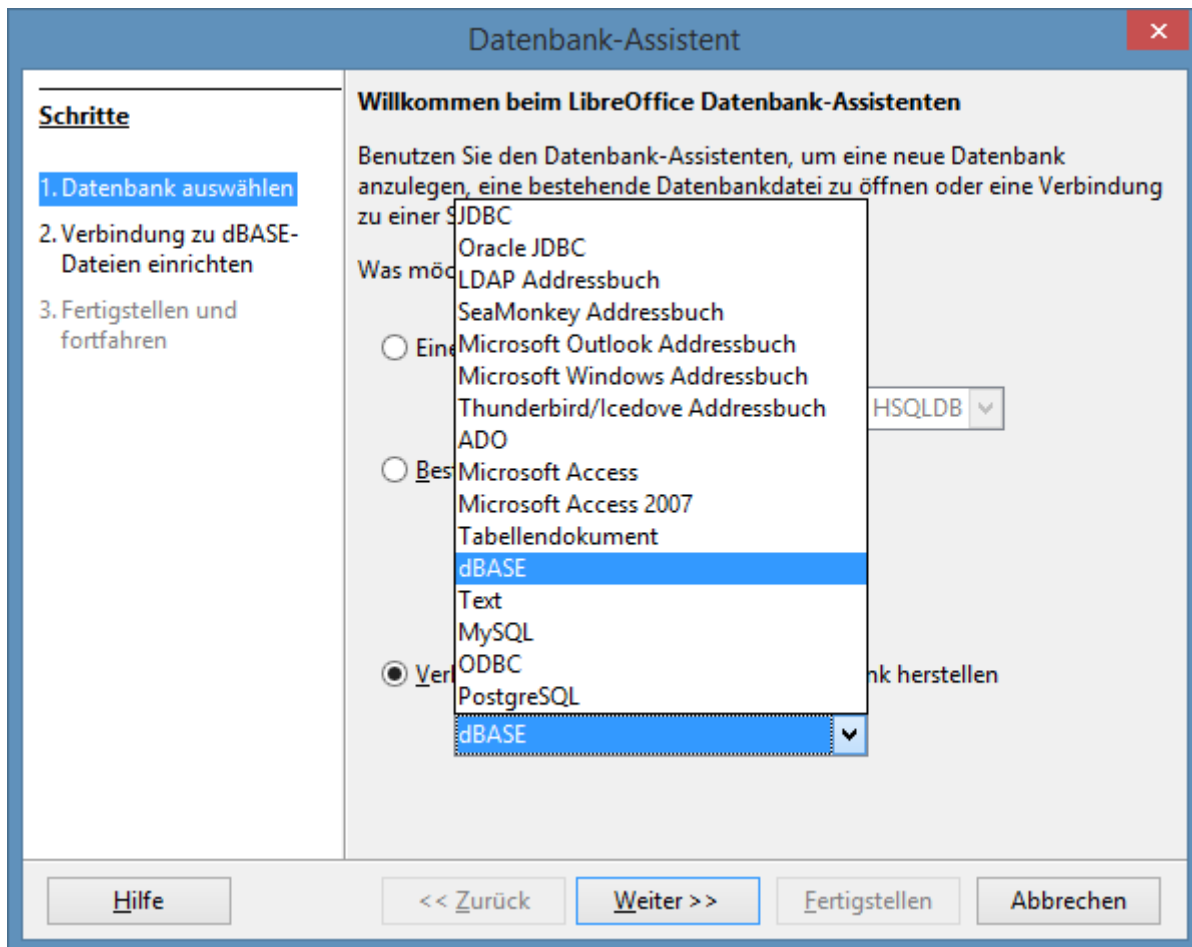 Datenbank-Assistent
Schritte
1. Datenbank auswählen
2. Verbindung zu dBASE-
Dateien einrichten
3. Fertigstellen und
fortfahren
Willkommen beim LibreOffice Datenbank-Assistenten
Benutzen Sie den Datenbank-Assistenten, um eine neue Datenbank
anzulegen, eine bestehende Datenbankdatei zu öffnen oder eine Verbindung
zu einer
Was
JDBC
Oracle JDBC
LDAP Addressbuch
SeaMonkey Addressbuch
Microsoft Outlook Addressbuch
Microsoft Windows Addressbuch
Thunderbird/Icedove Addressbuch
HSQLDB
ADO
Microsoft Access
Microsoft Access 2007
Tabellendokument
dBASE
Text
MySQL
ODBC
PostgreSQL
herstellen
dBASE
Hilfe
<< Zurück
Weiter >>
Fertigstellen
Abbrechen